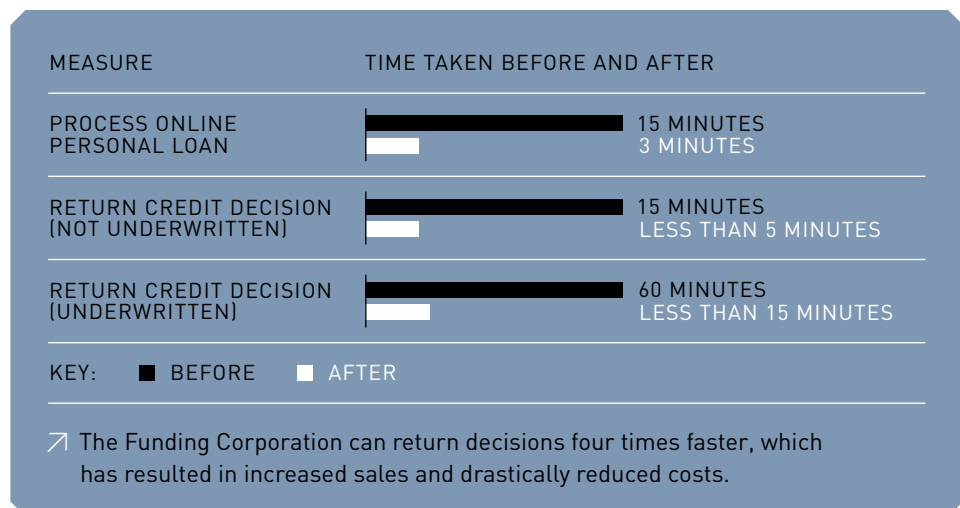 MEASURE TIME TAKEN BEFORE AND AFTER
PROCESS ONLINE 15 MINUTES
PERSONAL LOAN 3 MINUTES
RETURN CREDIT DECISION 15 MINUTES
(NOT UNDERWRITTEN) LESS THAN 5 MINUTES
RETURN CREDIT DECISION 60 MINUTES
(UNDERWRITTEN) LESS THAN 15 MINUTES
KEY: BEFORE AFTER
The Funding Corporation can return decisions four times faster, which
has resulted in increased sales and drastically reduced costs.